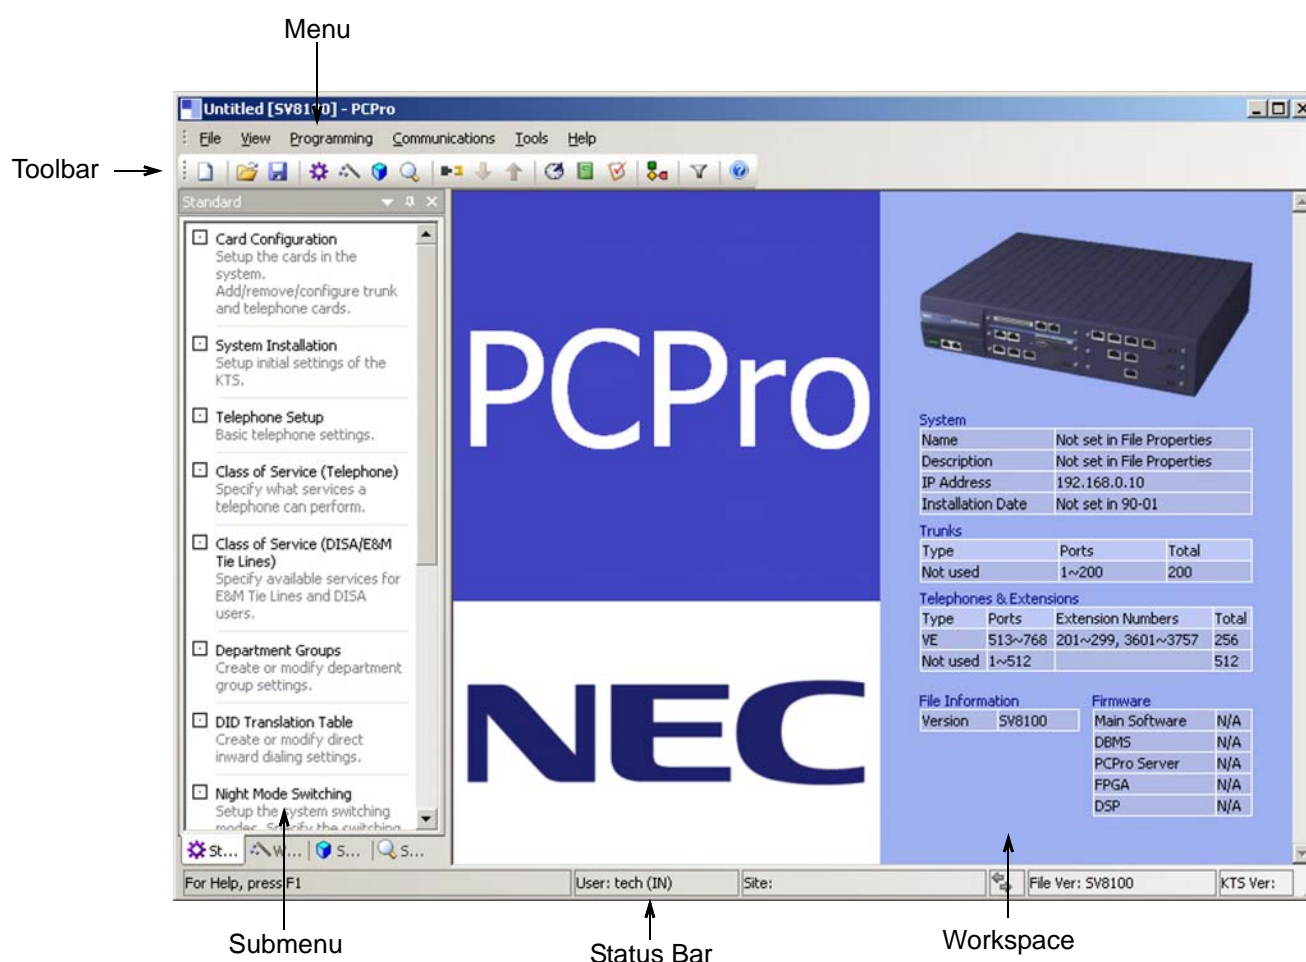 Menu
Untitled [SV8100] - PCPro
File View Programming Communications Tools Help
Toolbar
Standard
Card Configuration
Setup the cards in the
system.
Add/remove/configure trunk
and telephone cards.
System Installation
Setup initial settings of the
KTS.
Telephone Setup
Basic telephone settings.
Class of Service (Telephone)
Specify what services a
telephone can perform.
Class of Service (DISA/E&M
Tie Lines)
Specify available services for
E&M Tie Lines and DISA
users.
Department Groups
Create or modify department
group settings.
DID Translation Table
Create or modify direct
inward dialing settings.
Night Mode Switching
Setup the system switching
modes. Specify the switching
St... W... S... S...
PCPro
NEC
System
Name Not set in File Properties
Description Not set in File Properties
IP Address 192.168.0.10
Installation Date Not set in 90-01
Trunks
Type Ports Total
Not used 1~200 200
Telephones & Extensions
Type Ports Extension Numbers Total
VE 513~768 201~299, 3601~3757 256
Not used 1~512 512
File Information
Version SV8100
Firmware
Main Software N/A
DBMS N/A
PCPro Server N/A
FPGA N/A
DSP N/A
For Help, press F1 User: tech (IN) Site: File Ver: SV8100 KTS Ver:
Submenu
Status Bar
Workspace